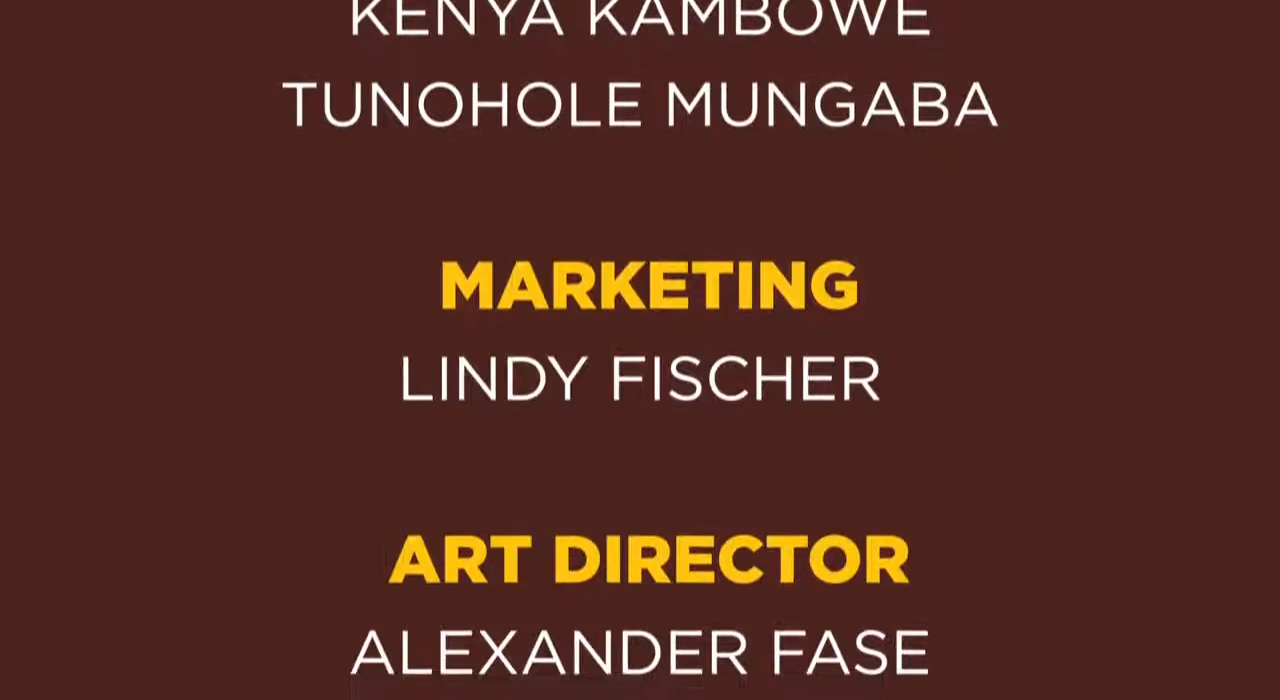 KENYA KAMBOWE
TUNOHOLE MUNGABA
MARKETING
LINDY FISCHER
ART DIRECTOR
ALEXANDER FASE